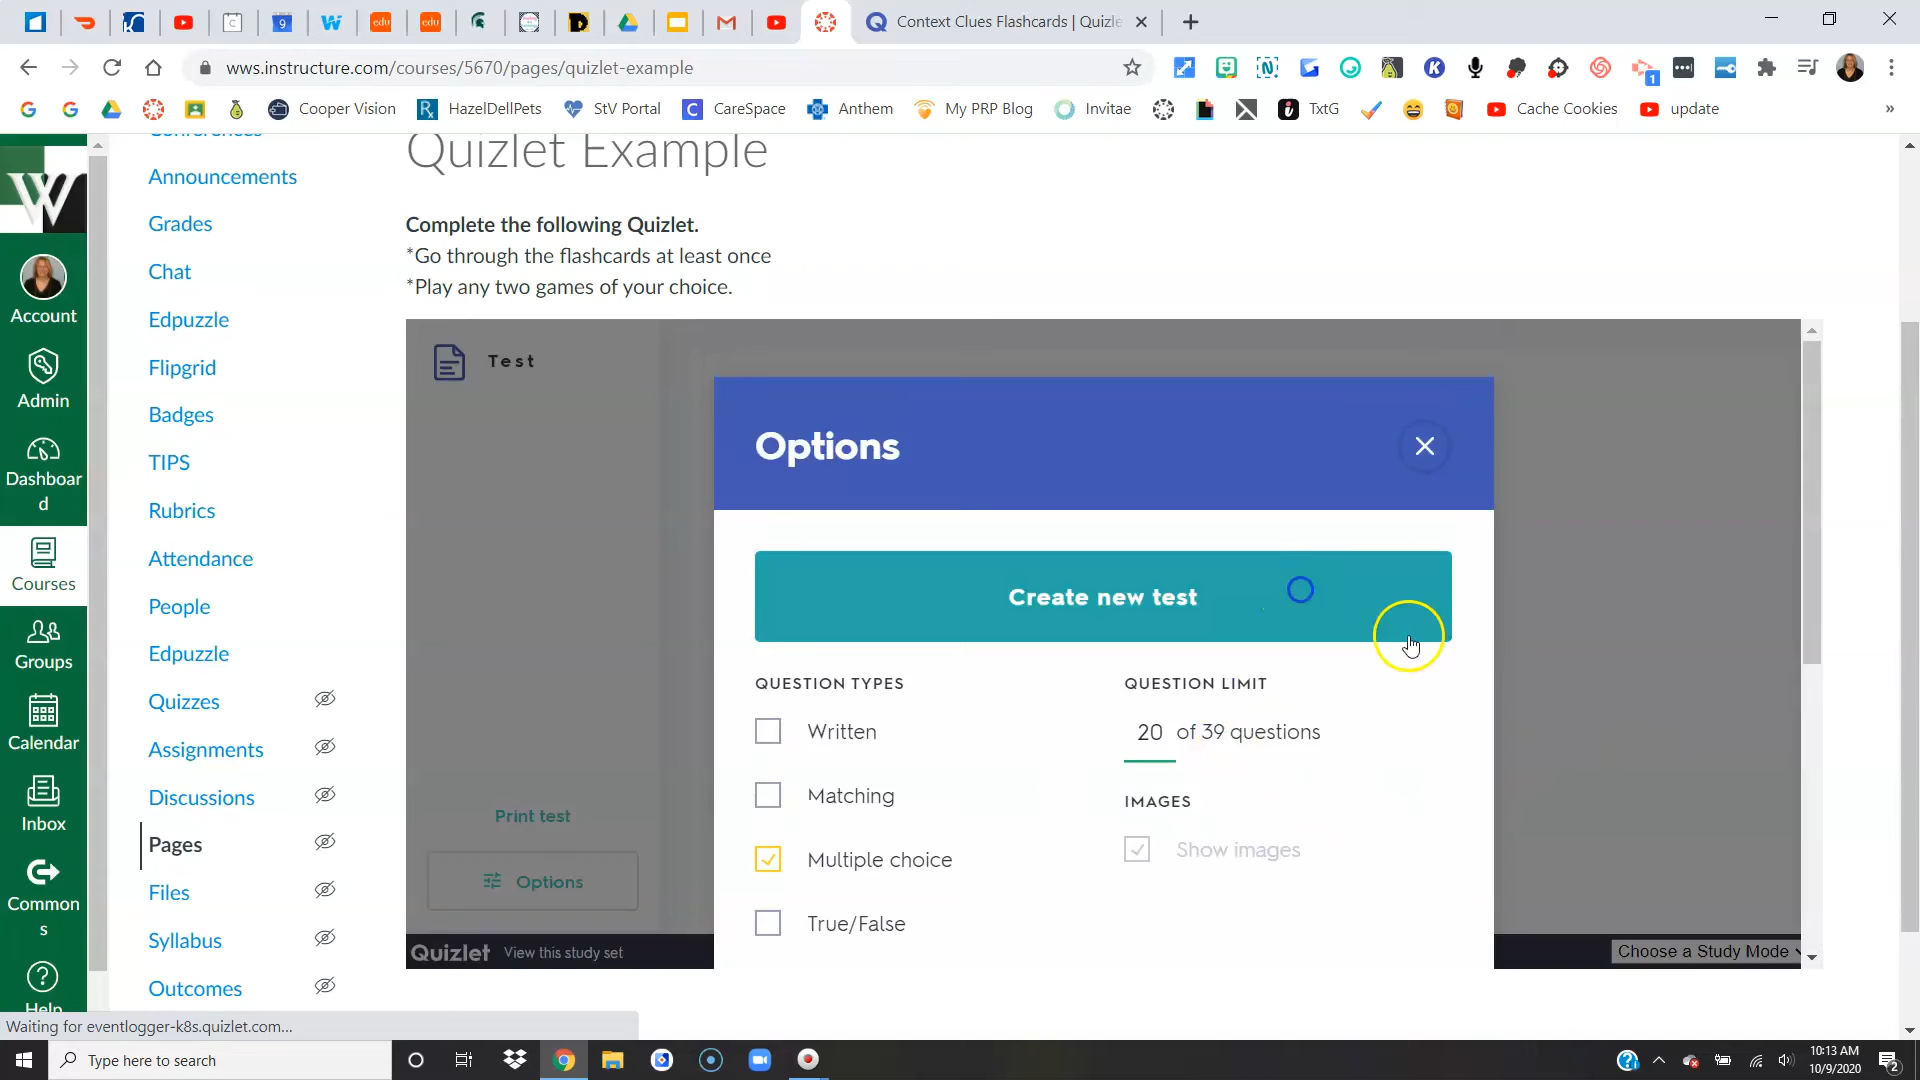 Context Clues Flashcards | Quizle
wws.instructure.com/courses/5670/pages/quizlet-example
Cooper Vision
HazelDellPets
StV Portal
CareSpace
Anthem
My PRP Blog
Invitae
TxtG
Cache Cookies
update
W
Account
Admin
Dashboar
d
Courses
Groups
Calendar
Inbox
Common
s
Help
Conferences
Announcements
Grades
Chat
Edpuzzle
Flipgrid
Badges
TIPS
Rubrics
Attendance
People
Edpuzzle
Quizzes
Assignments
Discussions
Pages
Files
Syllabus
Outcomes
Quizlet Example
Complete the following Quizlet.
*Go through the flashcards at least once
*Play any two games of your choice.
Test
Print test
Options
Options
Create new test
QUESTION TYPES
Written
Matching
Multiple choice
True/False
QUESTION LIMIT
20 of 39 questions
IMAGES
Show images
Quizlet View this study set
Choose a Study Mode
Waiting for eventlogger-k8s.quizlet.com...
Type here to search
10:13 AM
10/9/2020
2